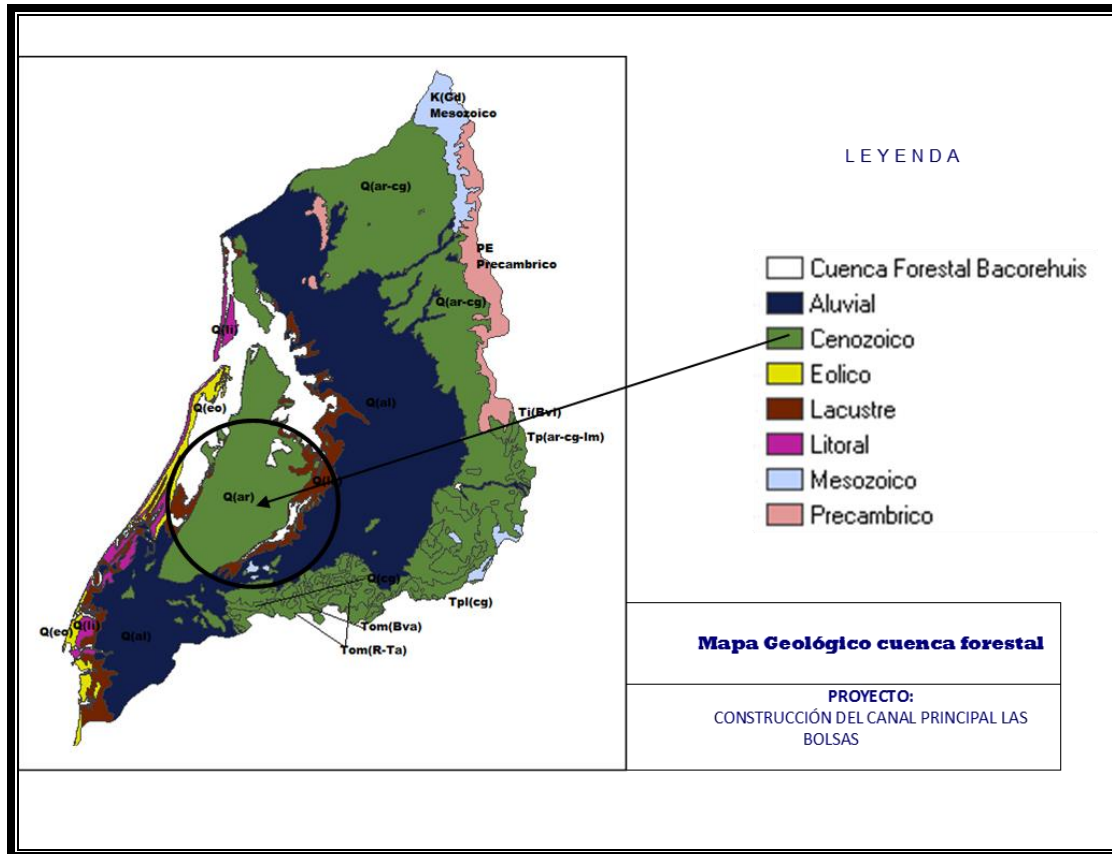 K(Gd)
Mesozoico
Q(ar-cg)
PE
Precambrico
Q(ar-cg)
Q(li)
Q(eo)
Q(al)
Ti(Bvi)
Tp(ar-cg-lm)
Q(ar)
Q(cg)
Tpl(cg)
Q(eo)
Q(li)
Q(al)
Tom(Bva)
Tom(R-Ta)
LEYENDA
Cuenca Forestal Bacorehuis
Aluvial
Cenozoico
Eolico
Lacustre
Litoral
Mesozoico
Precambrico
Mapa Geológico cuenca forestal
PROYECTO:
CONSTRUCCIÓN DEL CANAL PRINCIPAL LAS
BOLSAS